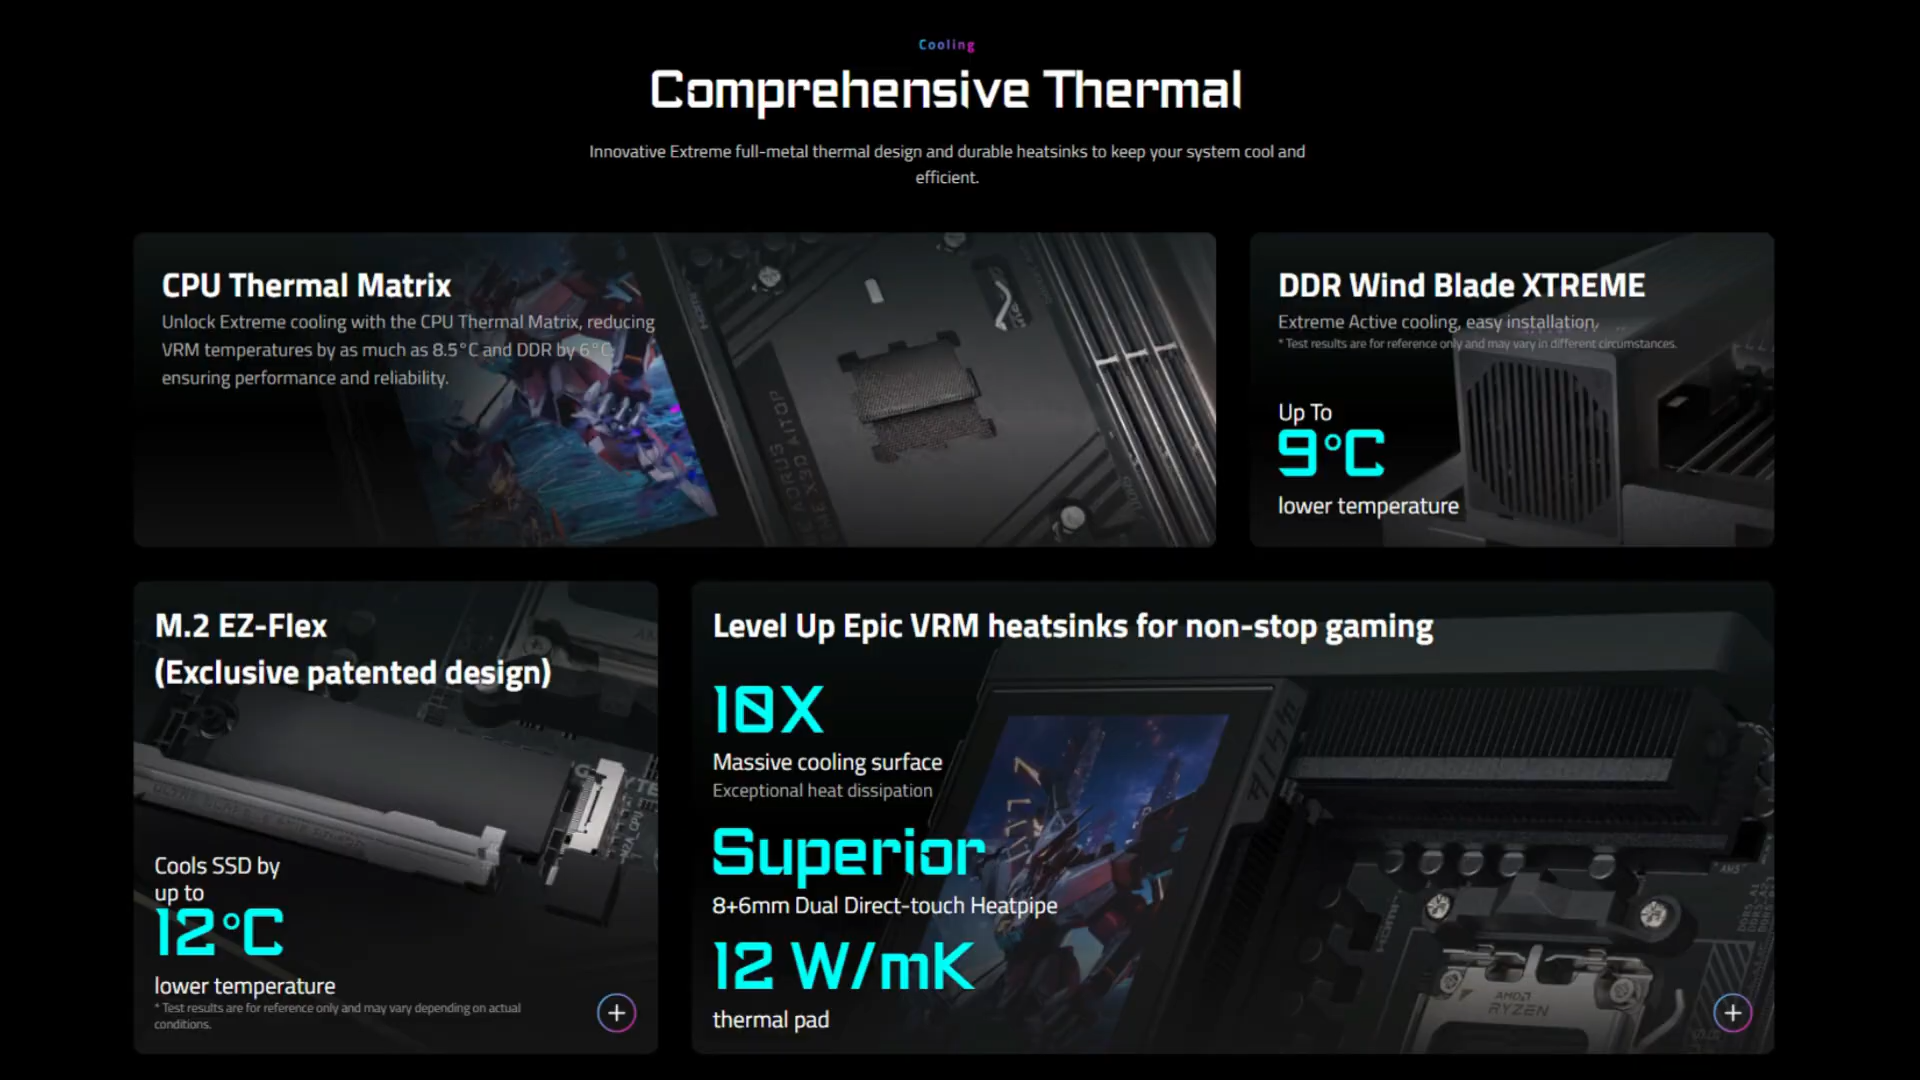 Cooling
Comprehensive Thermal
Innovative Extreme full-metal thermal design and durable heatsinks to keep your system cool and
efficient.
CPU Thermal Matrix
Unlock Extreme cooling with the CPU Thermal Matrix, reducing
VRM temperatures by as much as 8.5°C and DDR by 6°C,
ensuring performance and reliability.
DDR Wind Blade XTREME
Extreme Active cooling, easy installation,
* Test results are for reference only and may vary in different circumstances.
Up To
9°C
lower temperature
M.2 EZ-Flex
(Exclusive patented design)
Cools SSD by
up to
12°C
lower temperature
* Test results are for reference only and may vary depending on actual
conditions.
Level Up Epic VRM heatsinks for non-stop gaming
10X
Massive cooling surface
Exceptional heat dissipation
Superior
8+6mm Dual Direct-touch Heatpipe
12 W/mK
thermal pad
AMD
RYZEN